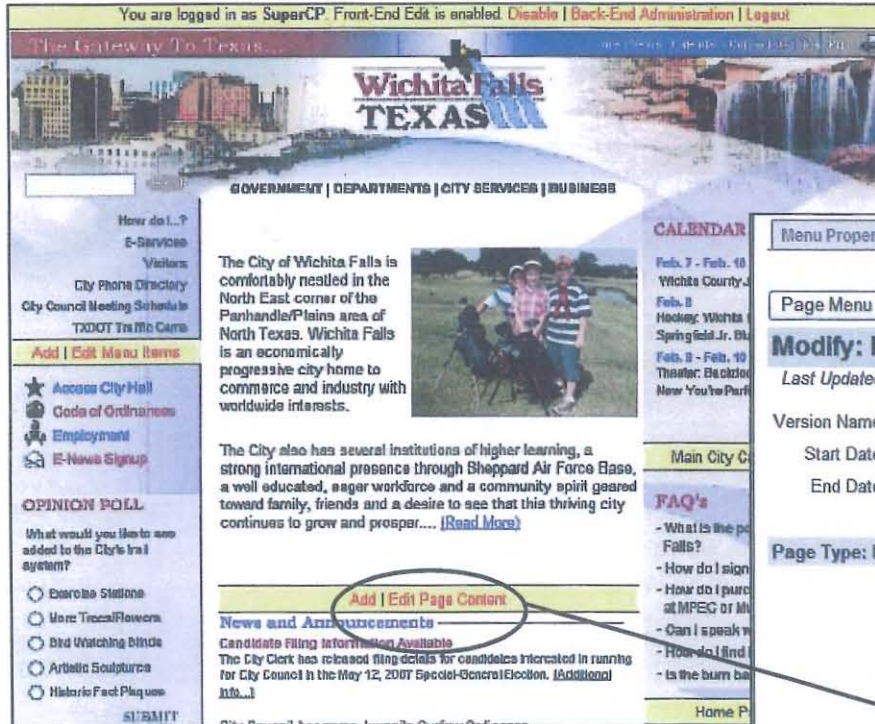 You are logged in as SuperCP. Front-End Edit is enabled. Disable | Back-End Administration | Logout
The Gateway To Texas...
Wichita Falls
TEXAS
GOVERNMENT | DEPARTMENTS | CITY SERVICES | BUSINESS
How do I...?
E-Services
Visitors
City Phone Directory
City Council Meeting Schedule
TXDOT Traffic Cams
Add | Edit Menu Items
Access City Hall
Code of Ordinances
Employment
E-News Signup
OPINION POLL
What would you like to see
added to the City's trail
system?
Exercise Stations
More Trees/Flowers
Bird Watching Blinds
Artistic Sculptures
Historic Fact Plaques
SUBMIT
The City of Wichita Falls is
comfortably nestled in the
North East corner of the
Panhandle/Plains area of
North Texas. Wichita Falls
is an economically
progressive city home to
commerce and industry with
worldwide interests.
The City also has several institutions of higher learning, a
strong international presence through Sheppard Air Force Base,
a well educated, eager workforce and a community spirit geared
toward family, friends and a desire to see that this thriving city
continues to grow and prosper.... (Read More)
Add | Edit Page Content
News and Announcements
Candidate Filing Information Available
The City Clerk has released filing details for candidates interested in running
for City Council in the May 12, 2007 Special-General Election. [Additional
Info...]
CALENDAR
Feb. 7 - Feb. 10
Wichita County
Feb. 8
Hockey: Wichita
Springfield Jr.
Feb. 8 - Feb. 10
Theater:
Now You're
Main City
FAQ's
- What is the
Falls?
- How do I sign
- How do I
at MPEC or
- Can I speak
- How do I find
- Is the burn
Home
Menu
Page Menu
Modify:
Last
Version Name
Start Date
End Date
Page Type: